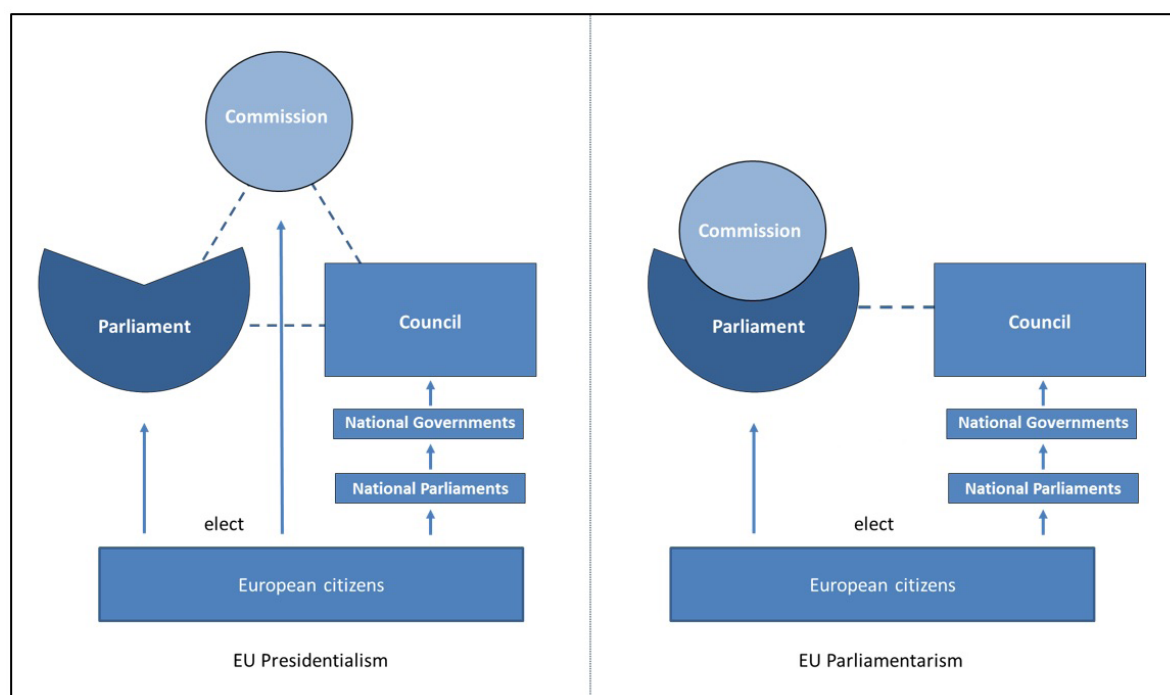 Commission
Parliament
Council
National Governments
National Parliaments
elect
European citizens
EU Presidentialism
Commission
Parliament
Council
National Governments
National Parliaments
elect
European citizens
EU Parliamentarism